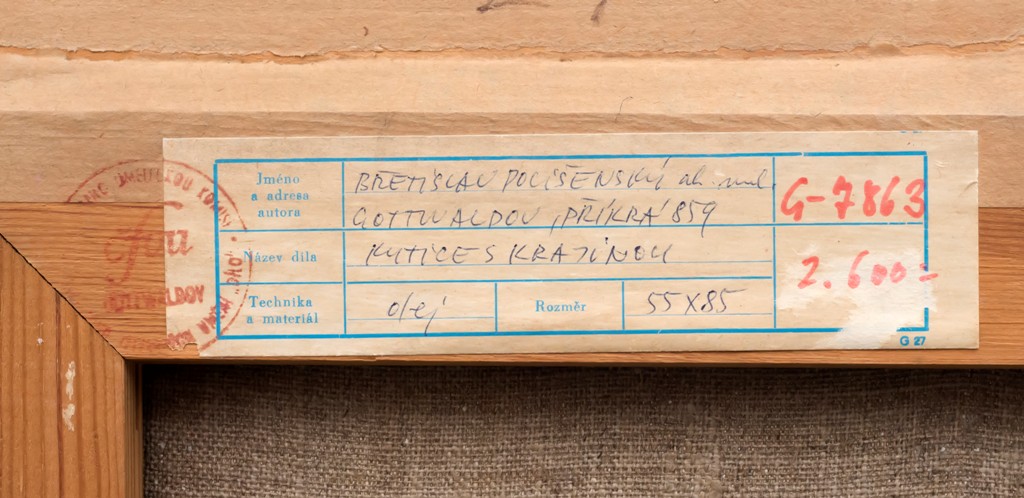 Jméno
a adresa
autora
BŘETISLAV POLIŠENSKÝ ak. mal.
GOTTWALDOV, PŘÍKRÁ 859
G-7863
Název díla
KYTICE S KRAJINOU
2.600-
Technika
a materiál
olej
Rozměr
55 X 85
G 27